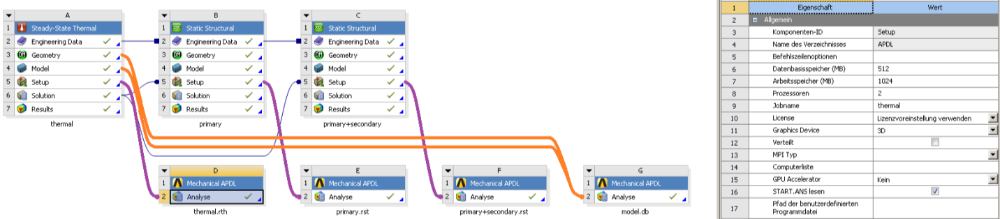 A
1 Steady-State Thermal
2 Engineering Data
3 Geometry
4 Model
5 Setup
6 Solution
7 Results
thermal
B
1 Static Structural
2 Engineering Data
3 Geometry
4 Model
5 Setup
6 Solution
7 Results
primary
C
1 Static Structural
2 Engineering Data
3 Geometry
4 Model
5 Setup
6 Solution
7 Results
primary+secondary
D
1 Mechanical APDL
2 Analyse
thermal.rth
E
1 Mechanical APDL
2 Analyse
primary.rst
F
1 Mechanical APDL
2 Analyse
primary+secondary.rst
G
1 Mechanical APDL
2 Analyse
model.db
1 Eigenschaft Wert
2 Allgemein
3 Komponenten-ID Setup
4 Name des Verzeichnisses APDL
5 Befehlszeilenoptionen
6 Datenbasisspeicher (MB) 512
7 Arbeitsspeicher (MB) 1024
8 Prozessoren 2
9 Jobname thermal
10 License Lizenzvoreinstellung verwenden
11 Graphics Device 3D
12 Verteilt
13 MPI Typ
14 Computerliste
15 GPU Accelerator Kein
16 START.ANS lesen
17 Pfad der benutzerdefinierten
Programmdatei